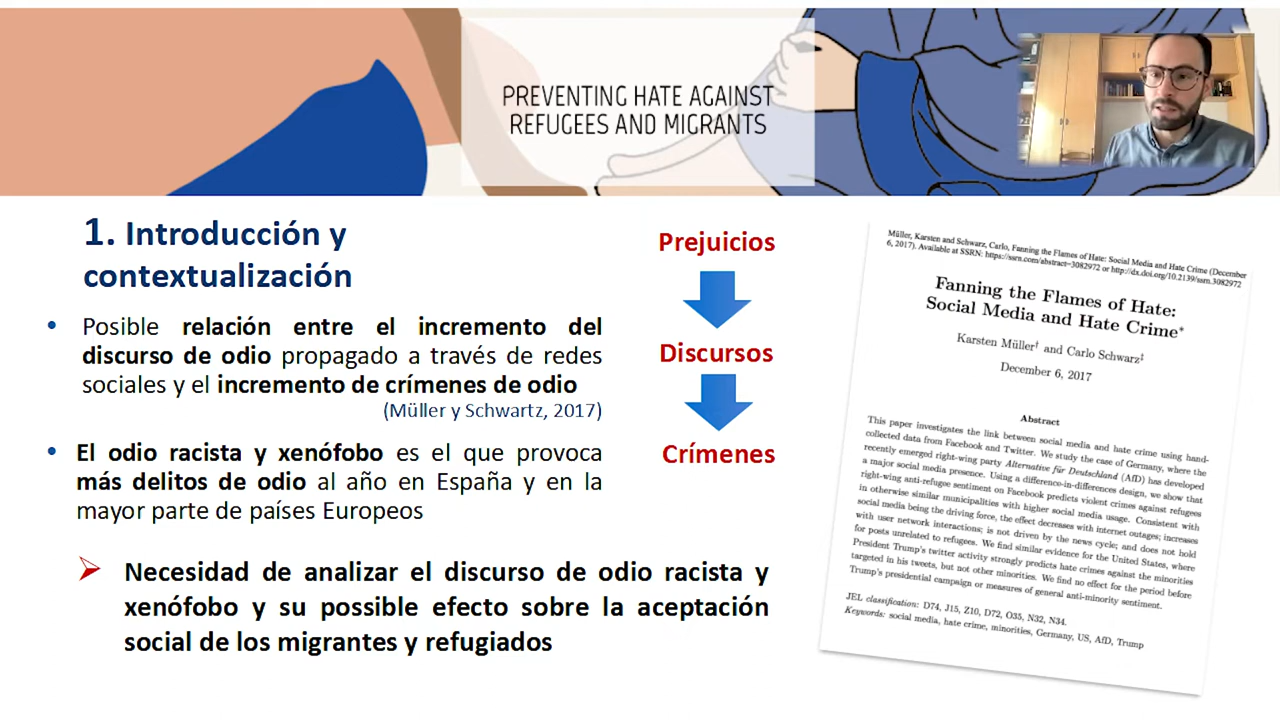 PREVENTING HATE AGAINST
REFUGEES AND MIGRANTS
1. Introducción y
contextualización
• Posible relación entre el incremento del
discurso de odio propagado a través de redes
sociales y el incremento de crímenes de odio
(Müller y Schwartz, 2017)
• El odio racista y xenófobo es el que provoca
más delitos de odio al año en España y en la
mayor parte de países Europeos
➢ Necesidad de analizar el discurso de odio racista y
xenófobo y su posible efecto sobre la aceptación
social de los migrantes y refugiados
Prejuicios
Discursos
Crímenes
Müller, Karsten and Schwarz, Carlo, Fanning the Flames of Hate: Social Media and Hate Crime (December
6, 2017). Available at SSRN: https://ssrn.com/abstract=3082972 or http://dx.doi.org/10.2139/ssrn.3082972
Fanning the Flames of Hate:
Social Media and Hate Crime*
Karsten Müller† and Carlo Schwarz‡
December 6, 2017
Abstract
This paper investigates the link between social media and hate crime using hand-
collected data from Facebook and Twitter. We study the case of Germany, where the
recently emerged right-wing party Alternative für Deutschland (AfD) has developed
a major social media presence. Using a difference-in-differences design, we show that
right-wing anti-refugee sentiment on Facebook predicts violent crimes against refugees
in otherwise similar municipalities with higher social media usage. Consistent with
social media being the driving force, the effect decreases with internet outages; increases
with user network interactions; is not driven by the news cycle; and does not hold
for posts unrelated to refugees. We find similar evidence for the United States, where
President Trump's twitter activity strongly predicts hate crimes against the minorities
targeted in his tweets, but not other minorities. We find no effect for the period before
Trump's presidential campaign or measures of general anti-minority sentiment.
JEL classification: D74, J15, Z10, D72, O35, N32, N34.
Keywords: social media, hate crime, minorities, Germany, US, AfD, Trump